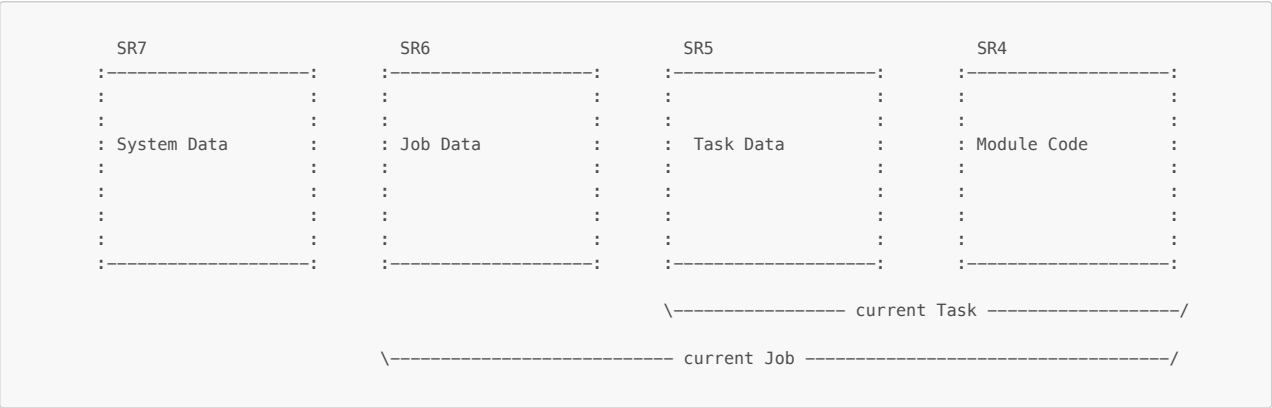 SR7 SR6 SR5 SR4
:--------------------: :--------------------: :--------------------: :--------------------:
: : : : : : : :
: : : : : : : :
: System Data : : Job Data : : Task Data : : Module Code :
: : : : : : : :
: : : : : : : :
: : : : : : : :
: : : : : : : :
:--------------------: :--------------------: :--------------------: :--------------------:
\----------------- current Task -------------------/
\---------------------------- current Job ------------------------------------/